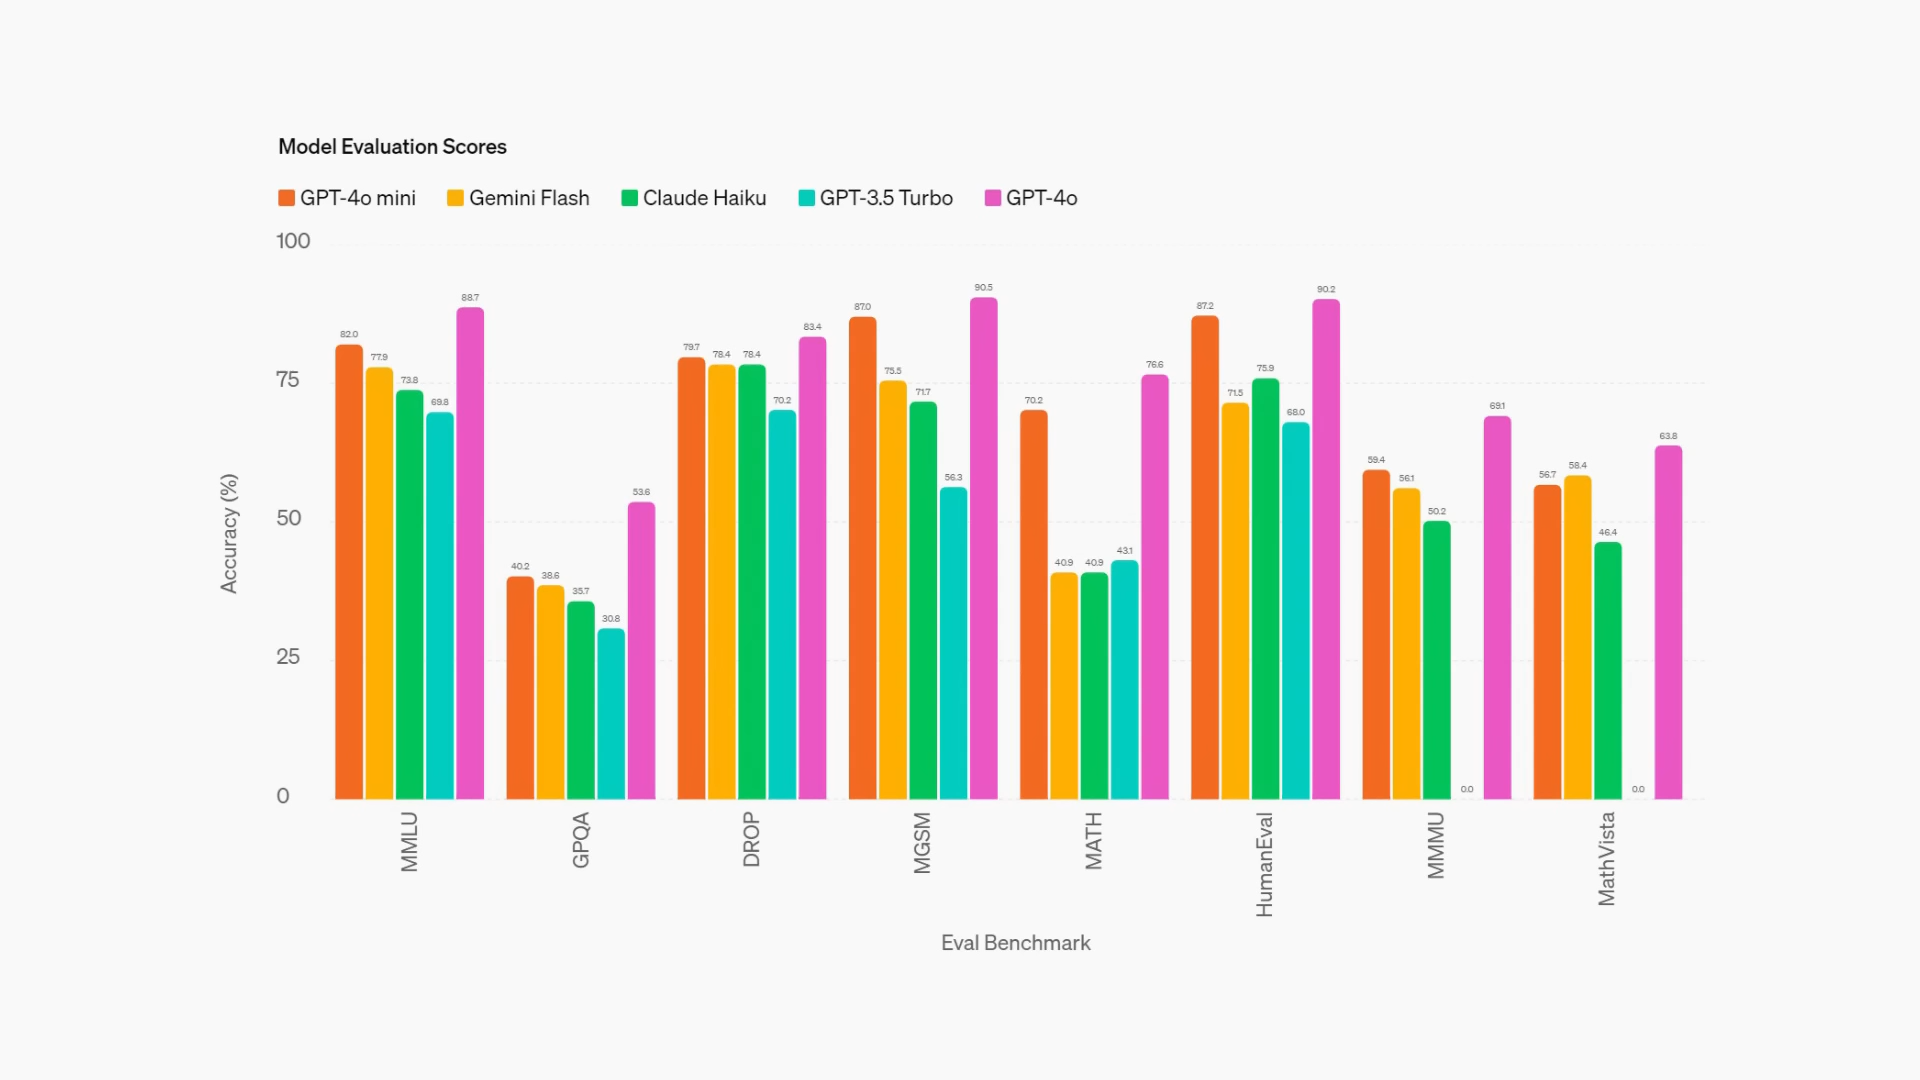 Model Evaluation Scores
GPT-4o mini Gemini Flash Claude Haiku GPT-3.5 Turbo GPT-4o
100
75
50
25
0
Accuracy (%)
82.0 77.9 73.8 69.8 88.7
40.2 38.6 35.7 30.8 53.6
79.7 78.4 78.4 70.2 83.4
87.0 75.5 71.7 56.3 90.5
70.2 40.9 40.9 43.1 76.6
87.2 71.5 75.9 68.0 90.2
59.4 56.1 50.2 0.0 69.1
56.7 58.4 46.4 0.0 63.8
MMLU GPQA DROP MGSM MATH HumanEval MMMU MathVista
Eval Benchmark